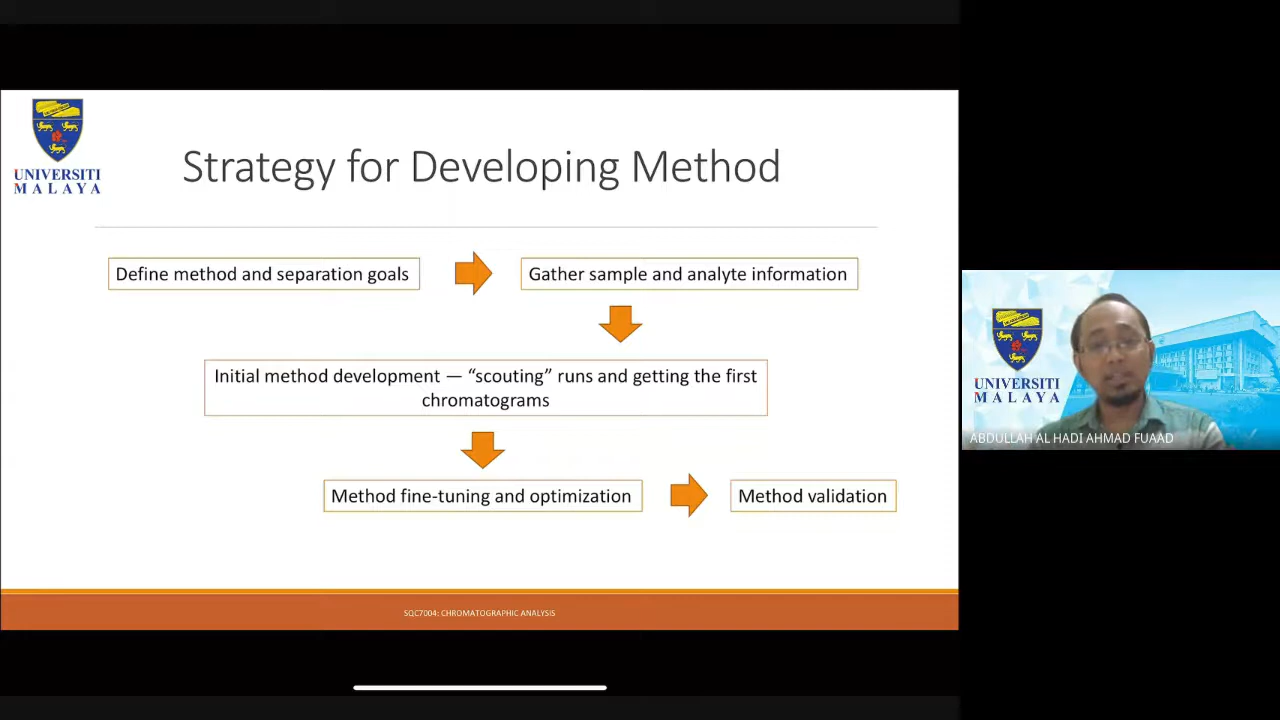 UNIVERSITI
MALAYA
Strategy for Developing Method
Define method and separation goals
Gather sample and analyte information
Initial method development — “scouting” runs and getting the first
chromatograms
Method fine-tuning and optimization
Method validation
SQC7004: CHROMATOGRAPHIC ANALYSIS
UNIVERSITI
MALAYA
ABDULLAH AL HADI AHMAD FUAAD